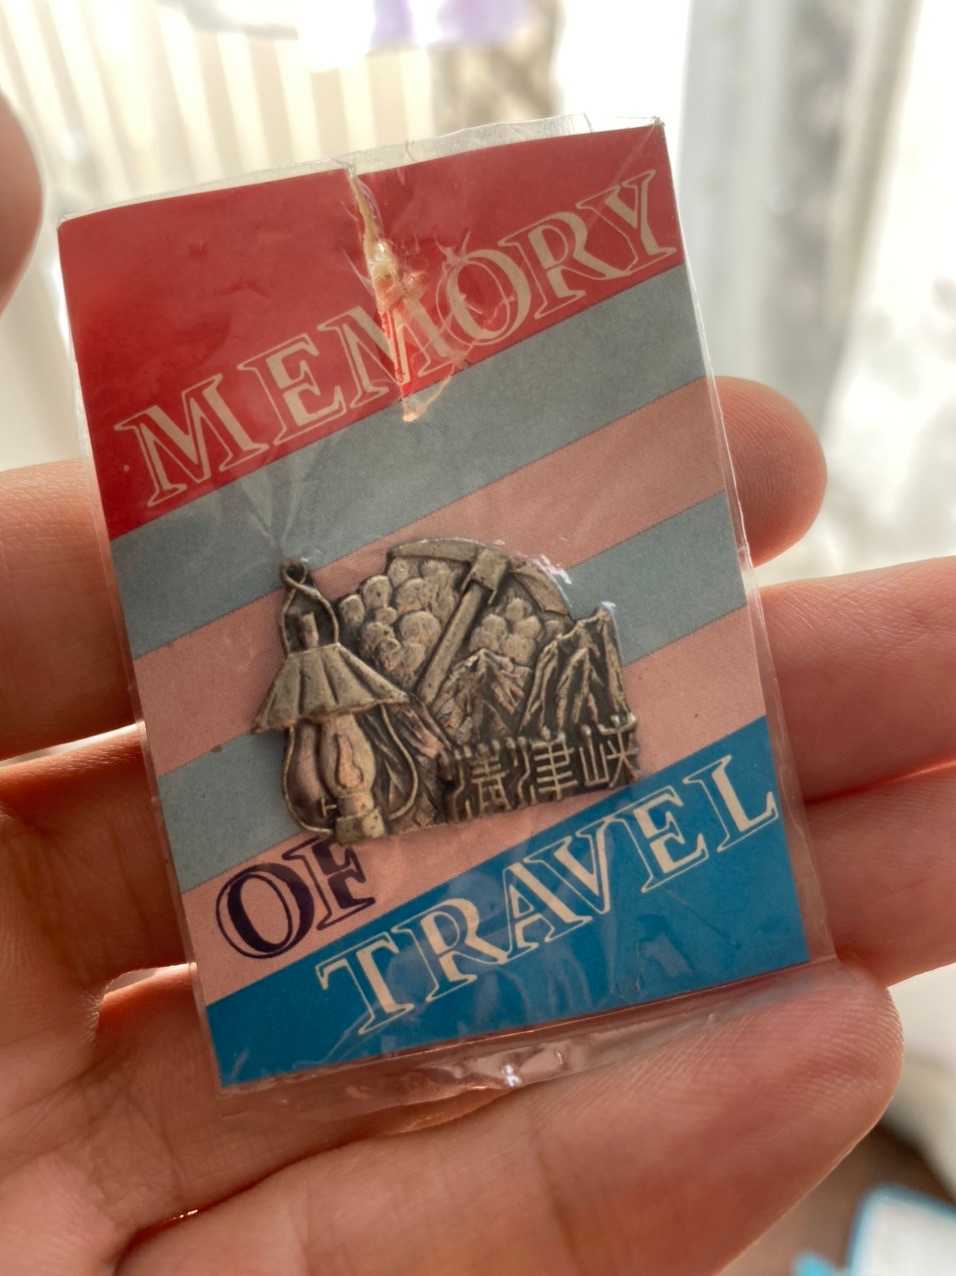 MEMORY
清津峡
OF
TRAVEL